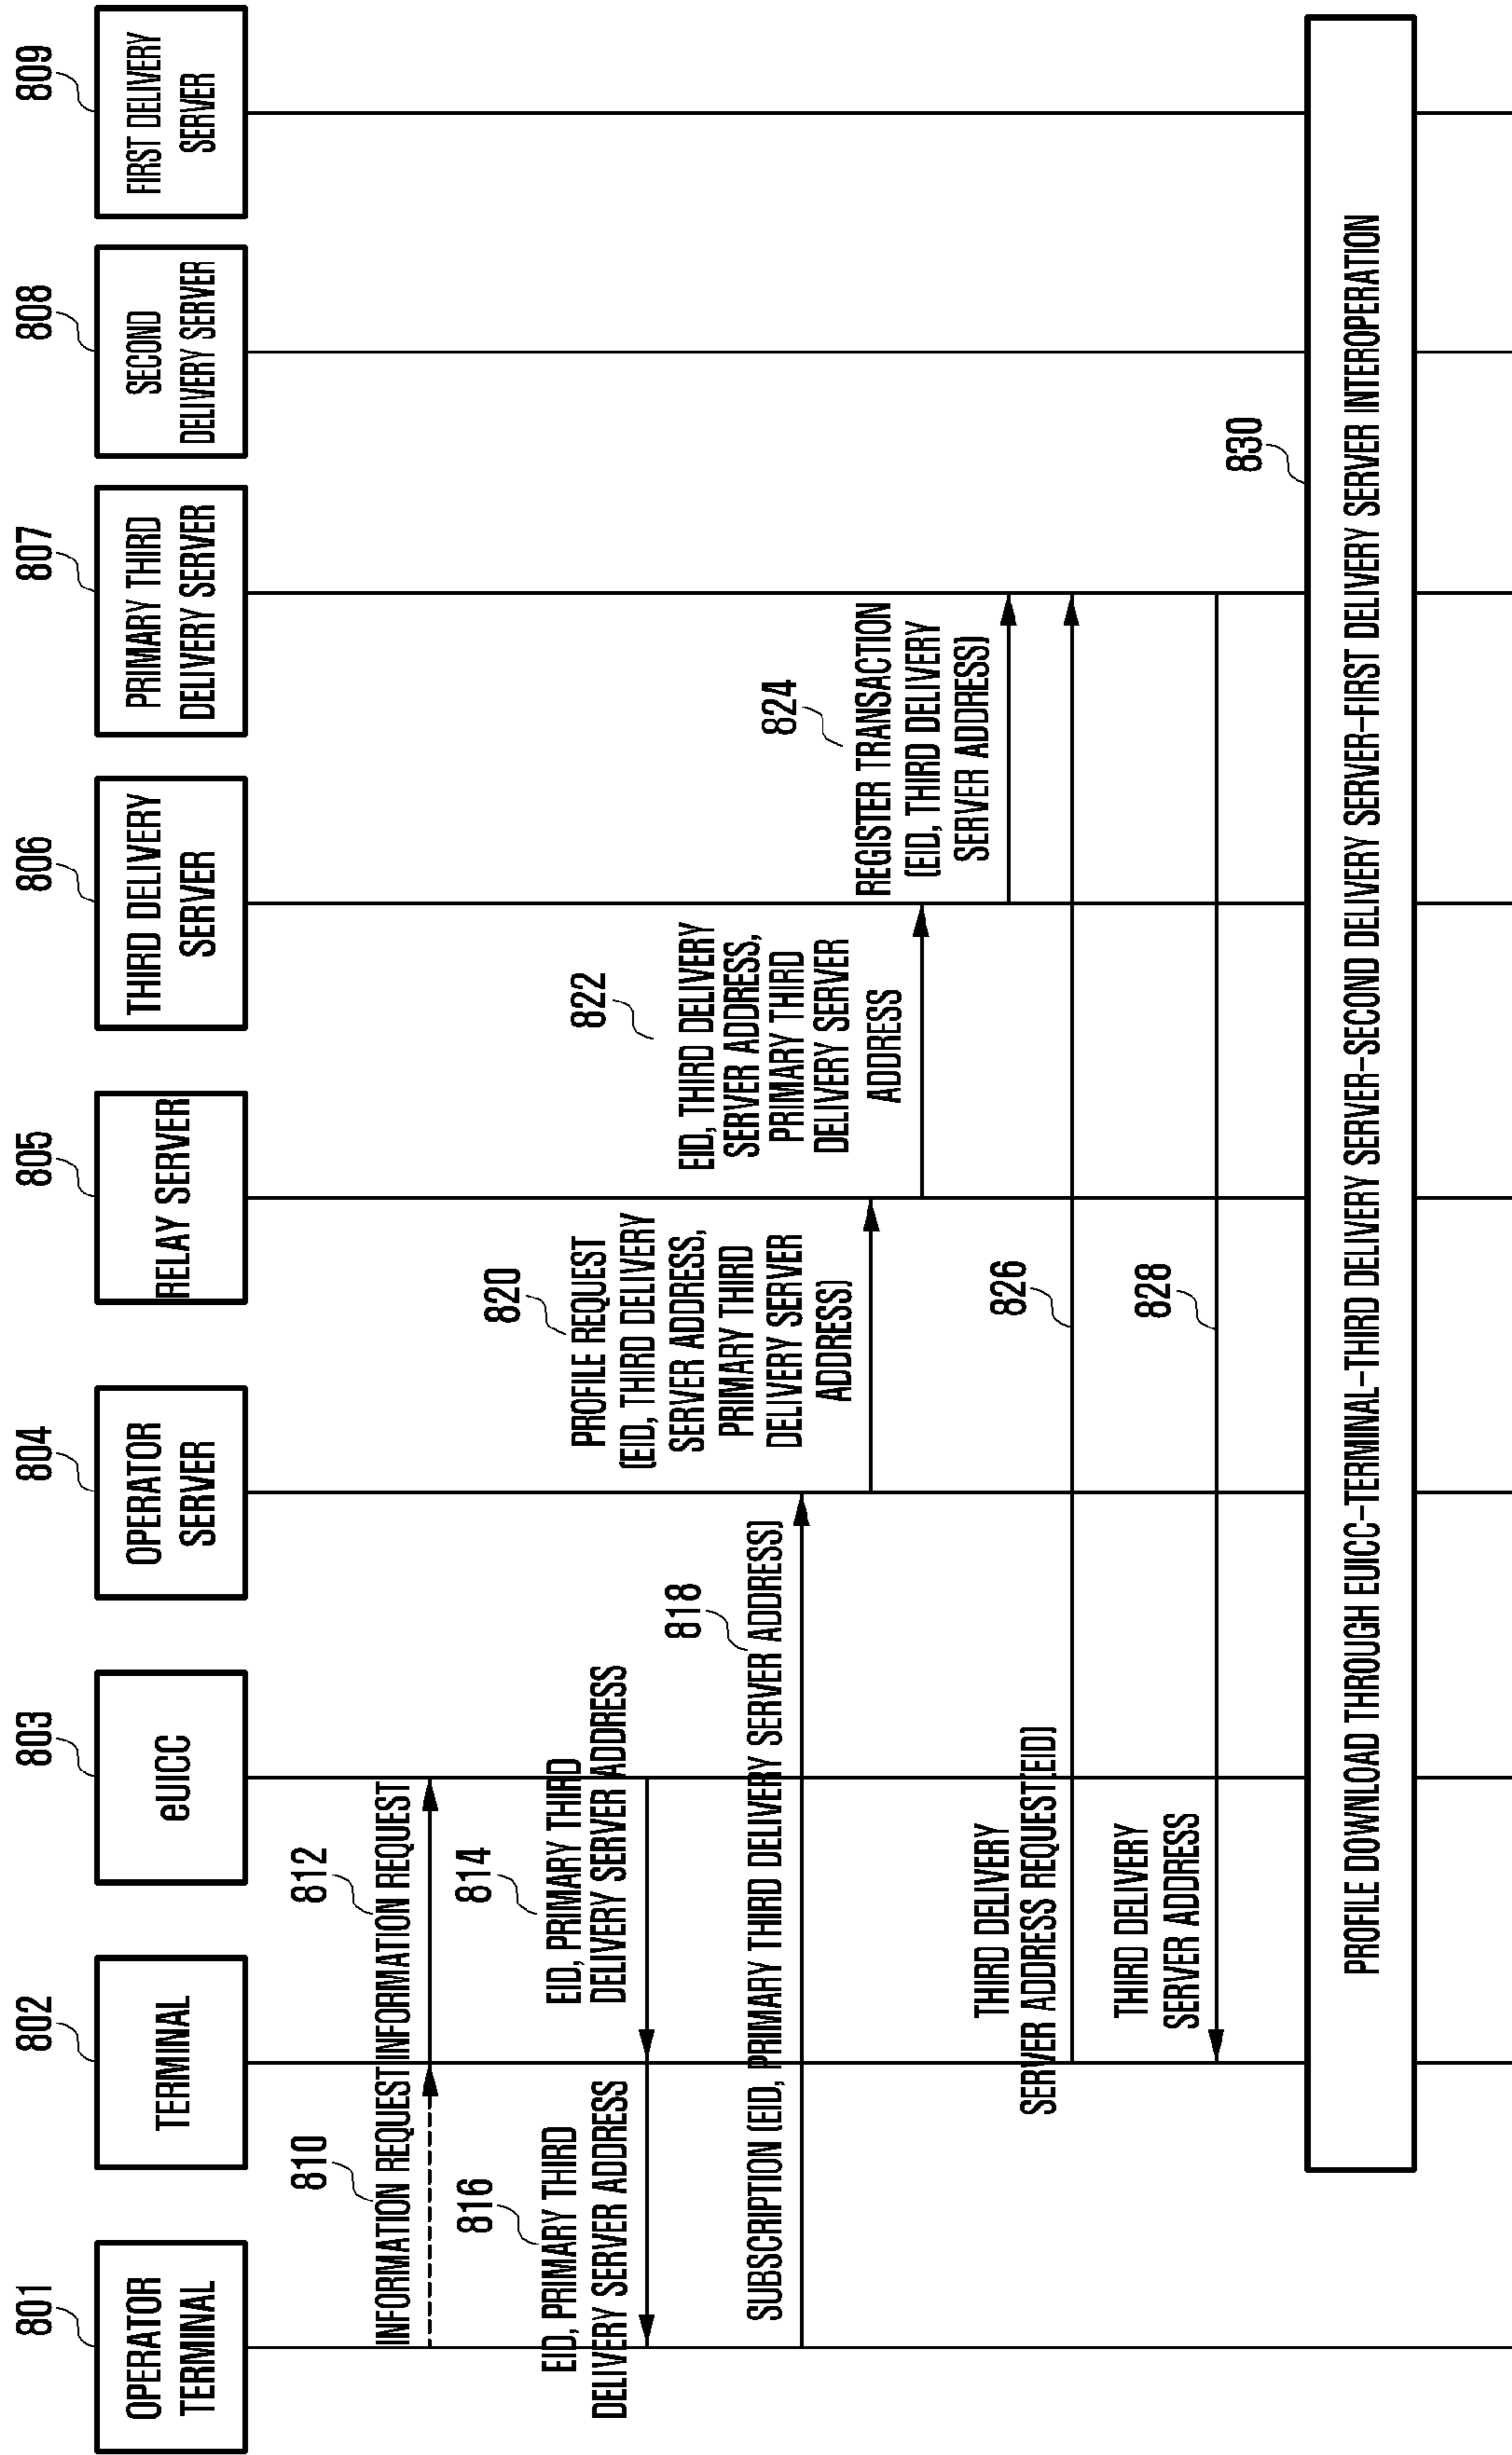 801
802
803
804
805
806
807
808
809
OPERATOR
TERMINAL
TERMINAL
eUICC
OPERATOR
SERVER
RELAY SERVER
THIRD DELIVERY
SERVER
PRIMARY THIRD
DELIVERY SERVER
SECOND
DELIVERY SERVER
FIRST DELIVERY
SERVER
810
INFORMATION REQUEST
812
INFORMATION REQUEST
814
EID, PRIMARY THIRD
DELIVERY SERVER ADDRESS
816
EID, PRIMARY THIRD
DELIVERY SERVER ADDRESS
818
SUBSCRIPTION (EID, PRIMARY THIRD DELIVERY SERVER ADDRESS)
820
PROFILE REQUEST
(EID, THIRD DELIVERY
SERVER ADDRESS,
PRIMARY THIRD
DELIVERY SERVER
ADDRESS)
822
EID, THIRD DELIVERY
SERVER ADDRESS,
PRIMARY THIRD
DELIVERY SERVER
ADDRESS
824
REGISTER TRANSACTION
(EID, THIRD DELIVERY
SERVER ADDRESS)
THIRD DELIVERY
SERVER ADDRESS REQUEST(EID)
826
THIRD DELIVERY
SERVER ADDRESS
828
830
PROFILE DOWNLOAD THROUGH EUICC-TERMINAL-THIRD DELIVERY SERVER-SECOND DELIVERY SERVER-FIRST DELIVERY SERVER INTEROPERATION